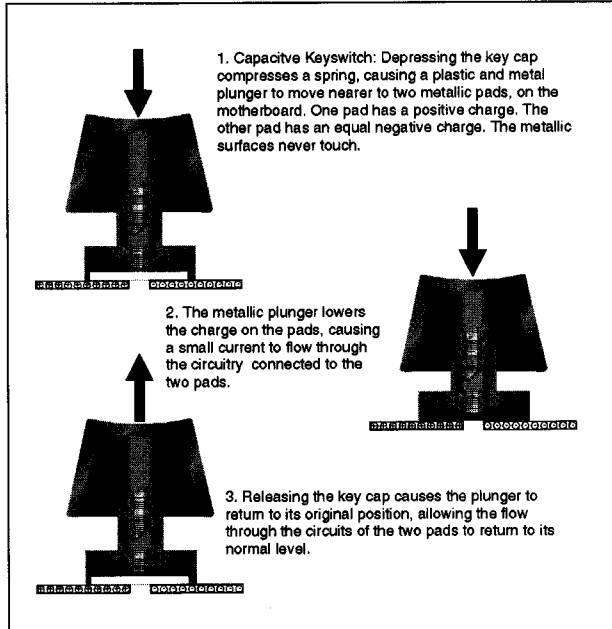 1. Capacitve Keyswitch: Depressing the key cap
compresses a spring, causing a plastic and metal
plunger to move nearer to two metallic pads, on the
motherboard. One pad has a positive charge. The
other pad has an equal negative charge. The metallic
surfaces never touch.
2. The metallic plunger lowers
the charge on the pads, causing
a small current to flow through
the circuitry connected to the
two pads.
3. Releasing the key cap causes the plunger to
return to its original position, allowing the flow
through the circuits of the two pads to return to its
normal level.